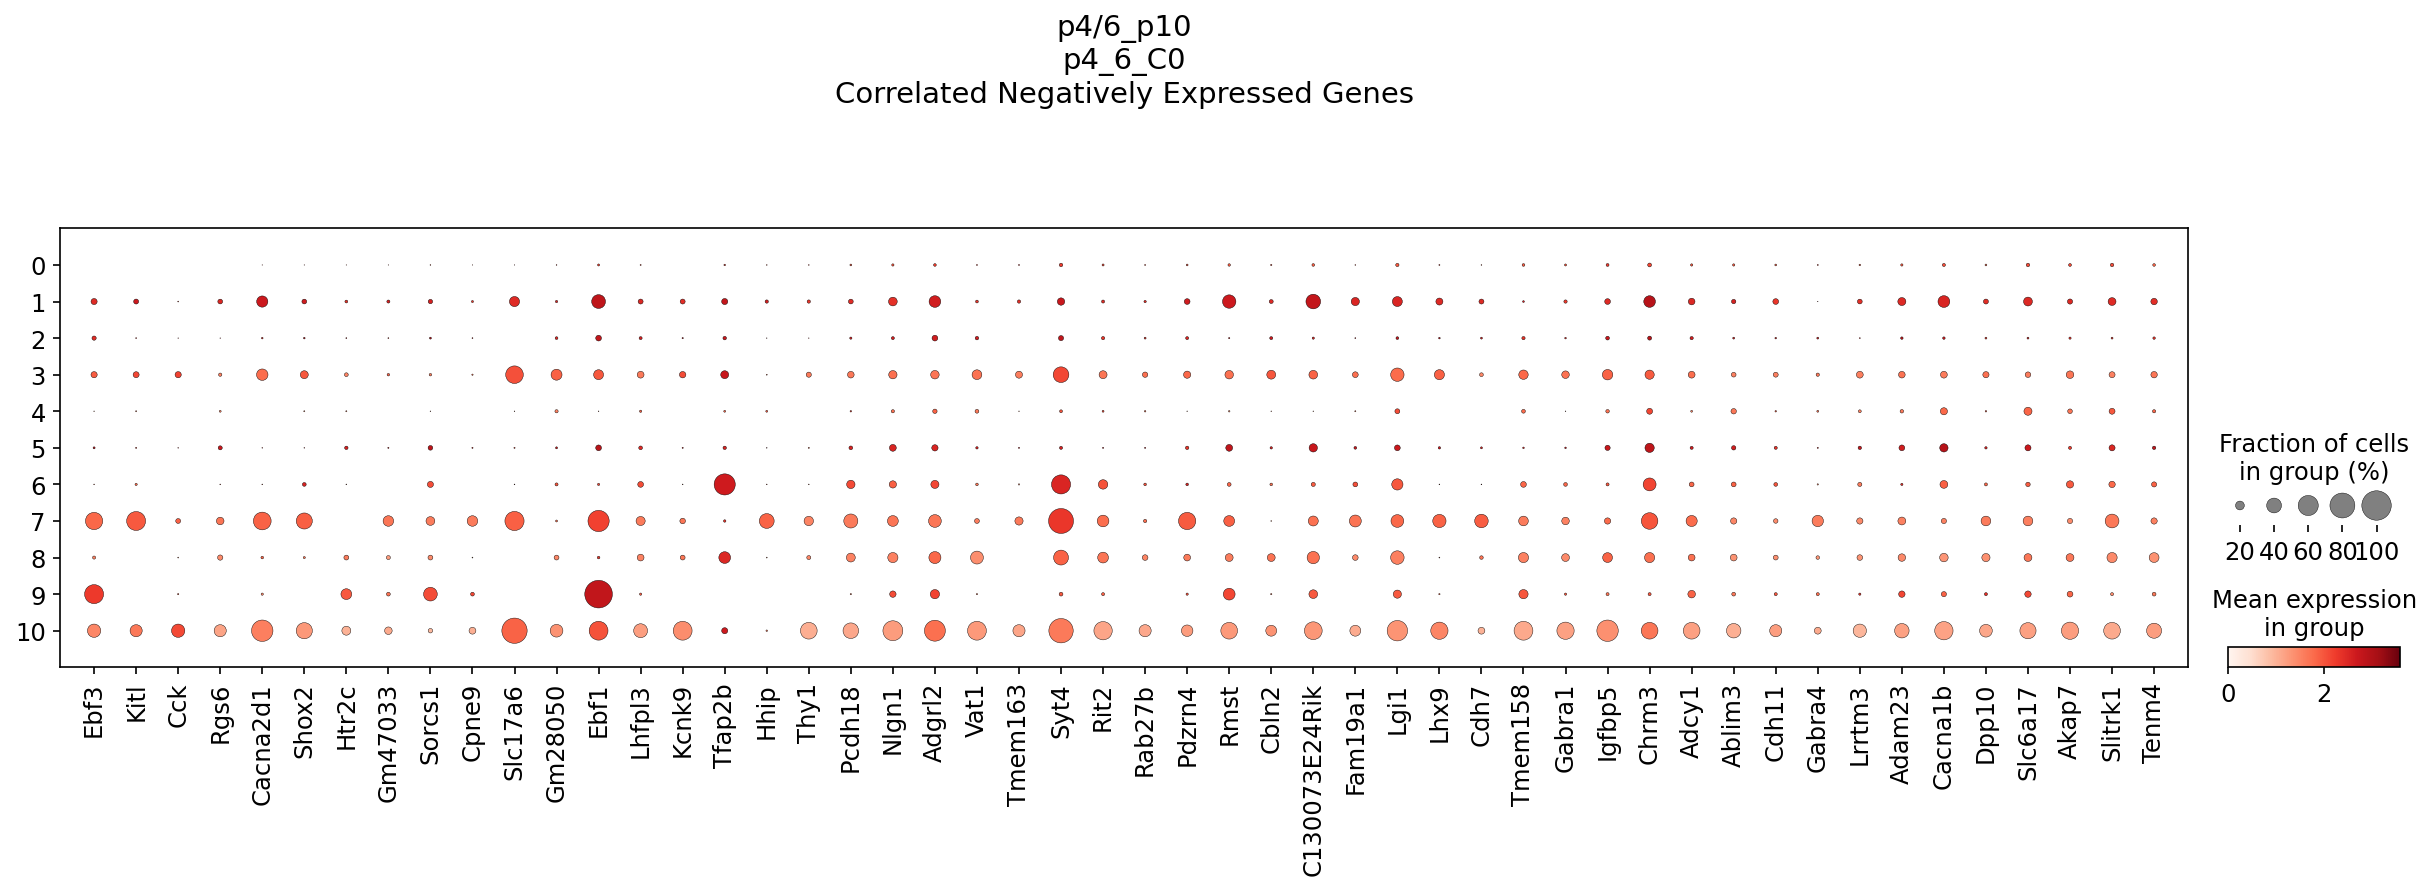 p4/6_p10
p4_6_C0
Correlated Negatively Expressed Genes
0
1
2
3
4
5
6
7
8
9
10
Ebf3
Kitl
Cck
Rgs6
Cacna2d1
Shox2
Htr2c
Gm47033
Sorcs1
Cpne9
Slc17a6
Gm28050
Ebf1
Lhfpl3
Kcnk9
Tfap2b
Hhip
Thy1
Pcdh18
Nlgn1
Adgrl2
Vat1
Tmem163
Syt4
Rit2
Rab27b
Pdzrn4
Rmst
Cbln2
C130073E24Rik
Fam19a1
Lgi1
Lhx9
Cdh7
Tmem158
Gabra1
Igfbp5
Chrm3
Adcy1
Ablim3
Cdh11
Gabra4
Lrrtm3
Adam23
Cacna1b
Dpp10
Slc6a17
Akap7
Slitrk1
Tenm4
Fraction of cells
in group (%)
20 40 60 80 100
Mean expression
in group
0 2